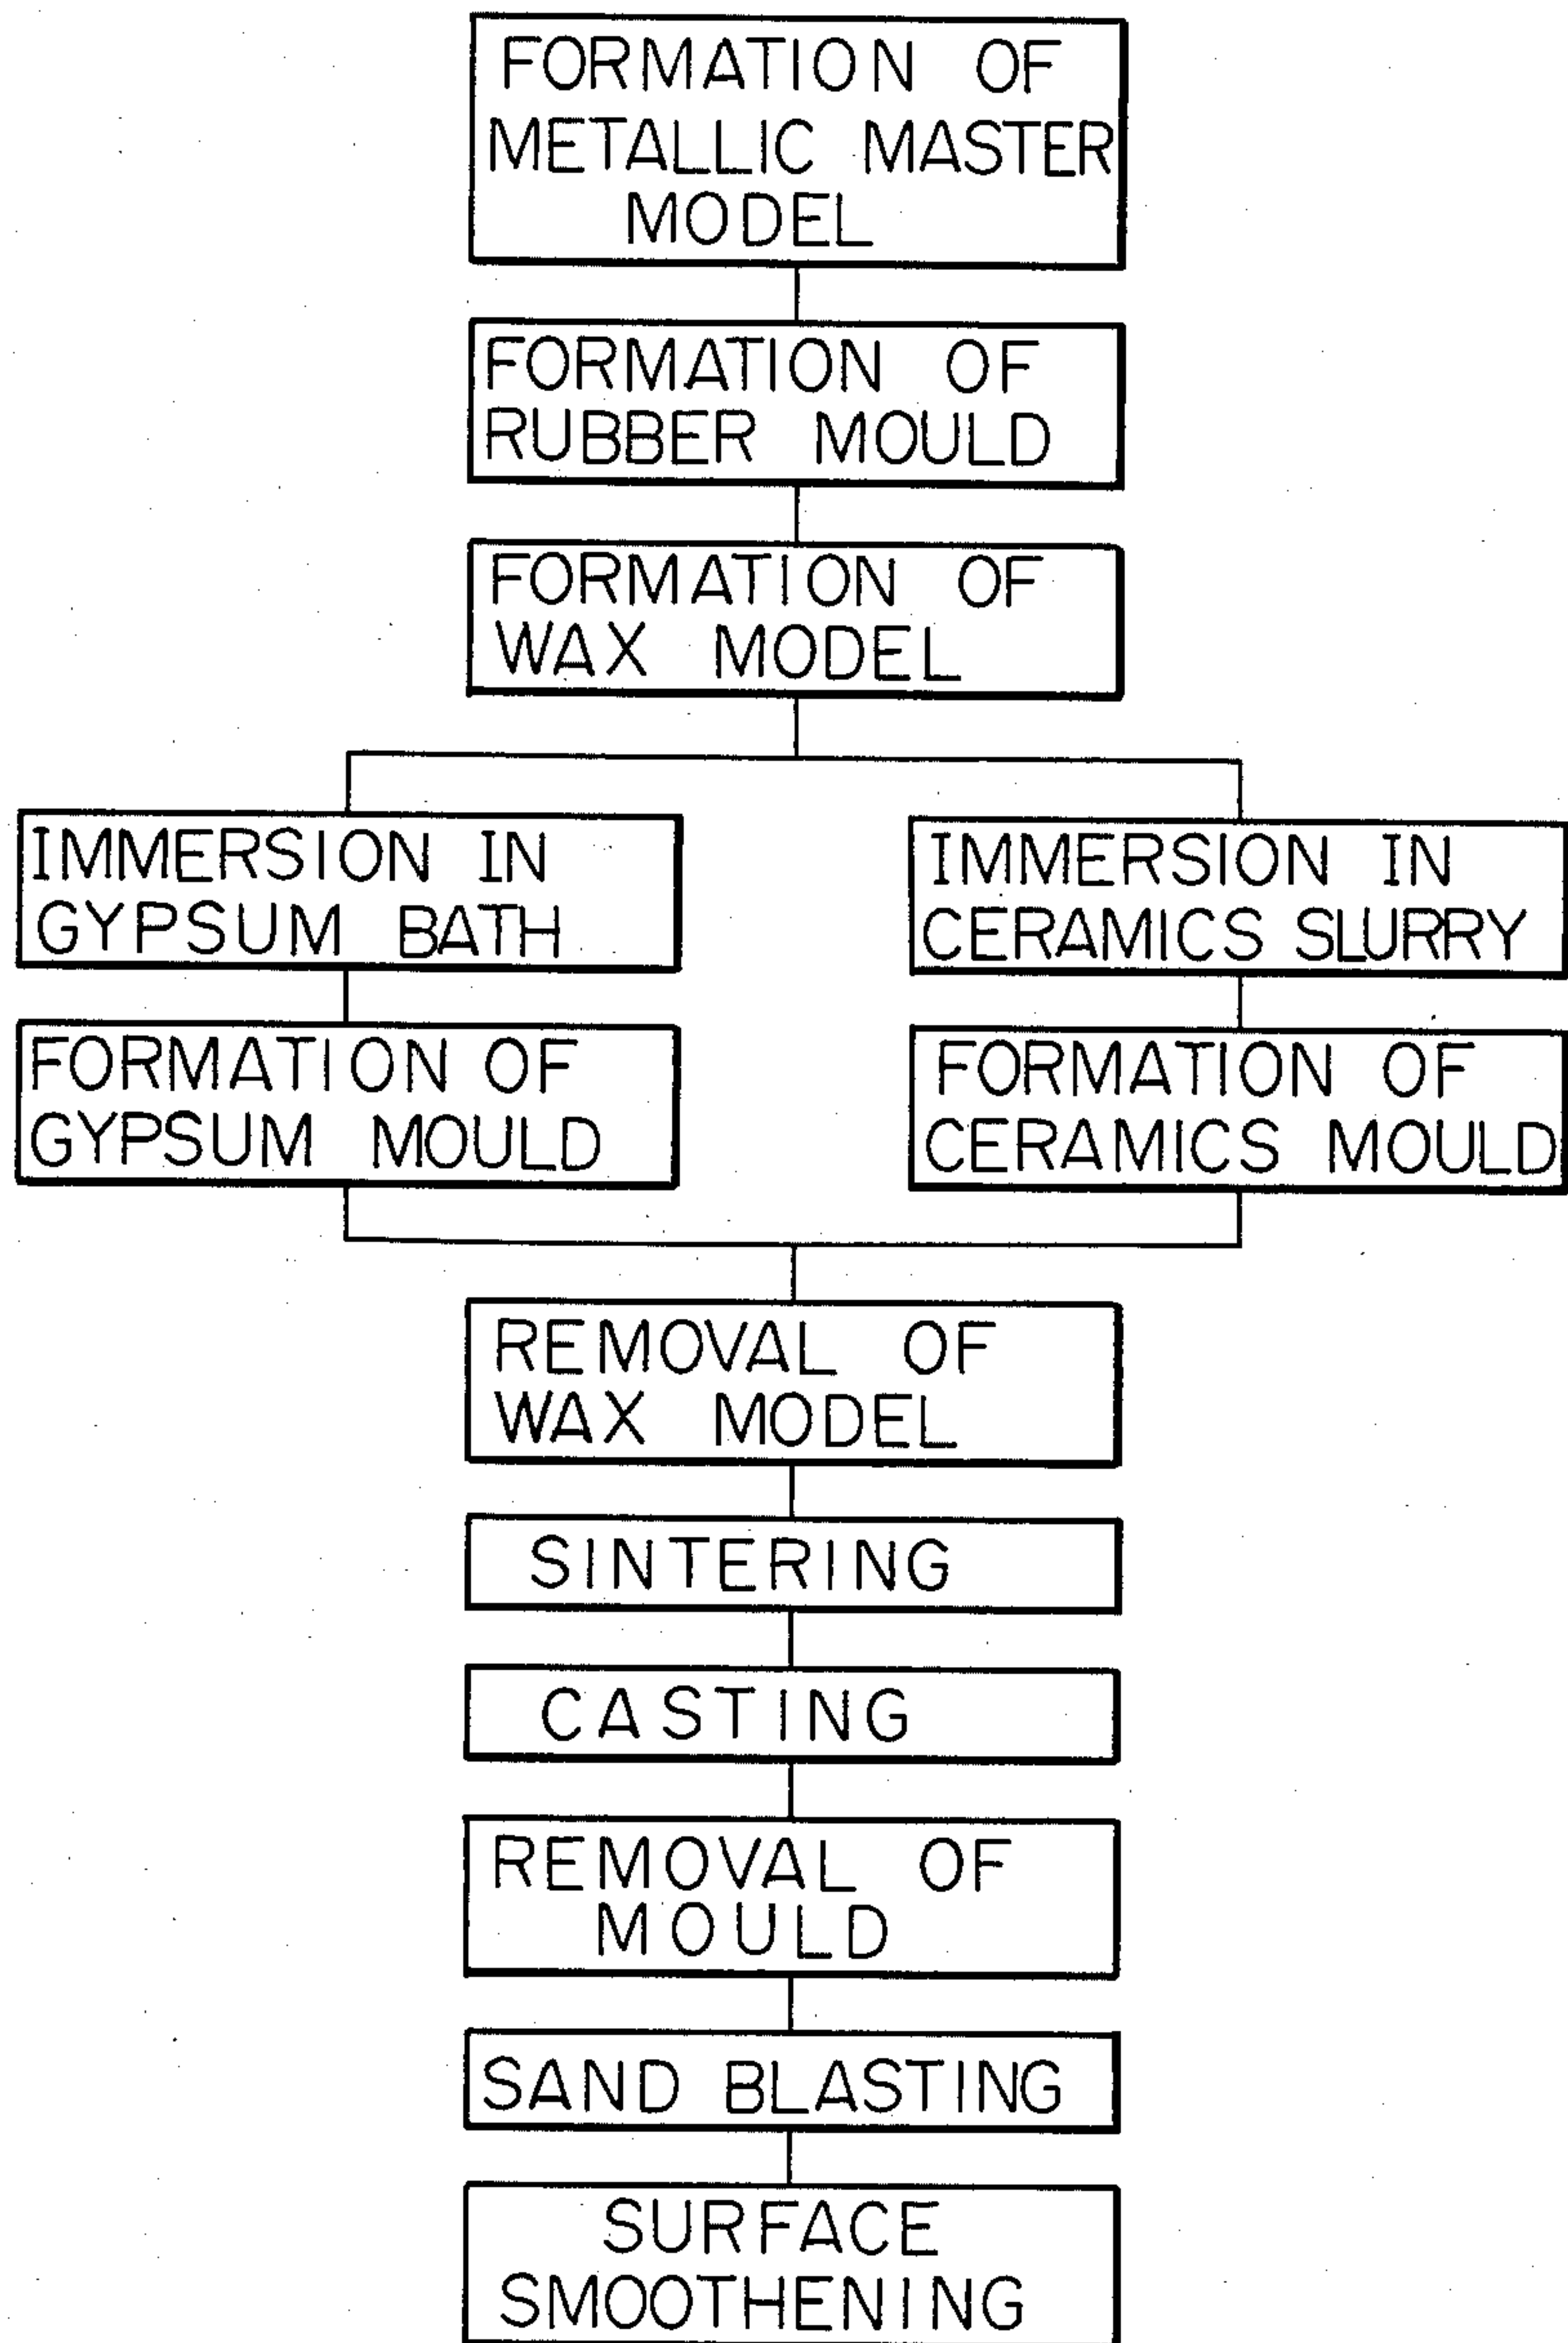 FORMATION OF
METALLIC MASTER
MODEL
FORMATION OF
RUBBER MOULD
FORMATION OF
WAX MODEL
IMMERSION IN
GYPSUM BATH
IMMERSION IN
CERAMICS SLURRY
FORMATION OF
GYPSUM MOULD
FORMATION OF
CERAMICS MOULD
REMOVAL OF
WAX MODEL
SINTERING
CASTING
REMOVAL OF
MOULD
SAND BLASTING
SURFACE
SMOOTHENING